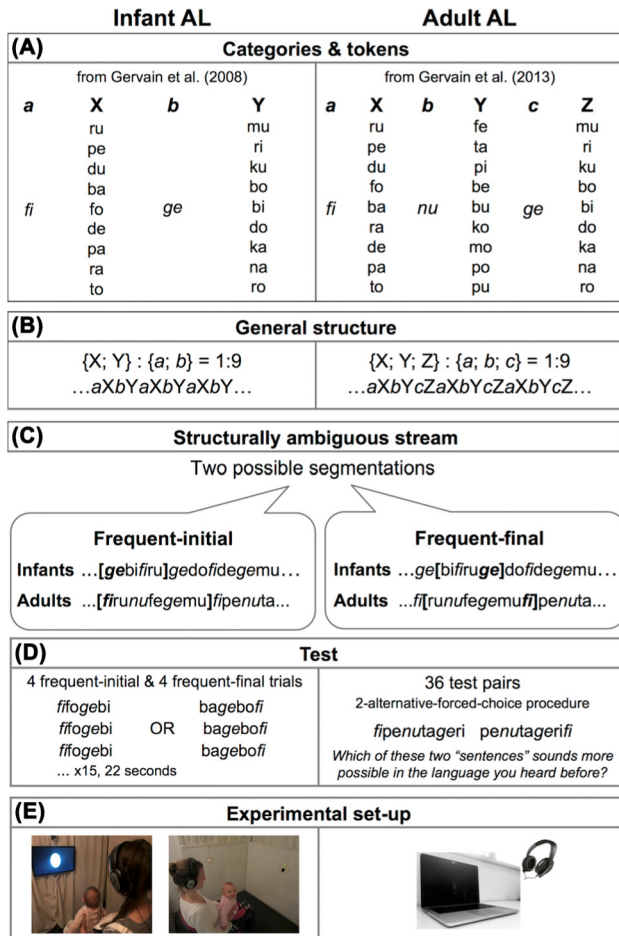 Infant AL Adult AL
(A) Categories & tokens
from Gervain et al. (2008) from Gervain et al. (2013)
a X b Y a X b Y c Z
ru mu ru fe mu
pe ri pe ta ri
du ku du pi ku
ba bo fo be bo
fi fo ge bi fi ba nu bu ge bi
de do ra ko do
pa ka de mo ka
ra na pa po na
to ro to pu ro
(B) General structure
{X; Y} : {a; b} = 1:9 {X; Y; Z} : {a; b; c} = 1:9
…aXbYaXbYaXbY… …aXbYcZaXbYcZaXbYcZ…
(C) Structurally ambiguous stream
Two possible segmentations
Frequent-initial Frequent-final
Infants ...[gebifiru]gedofidegemu… Infants ...ge[bifiruge]dofidegemu…
Adults ...[firunufegemu]fipenuta... Adults ...fi[runufegemufi]penuta...
(D) Test
4 frequent-initial & 4 frequent-final trials 36 test pairs
2-alternative-forced-choice procedure
fifogebi bagebofi
fifogebi OR bagebofi fipenutageri penutagerifi
fifogebi bagebofi Which of these two “sentences” sounds more
… x15, 22 seconds possible in the language you heard before?
(E) Experimental set-up